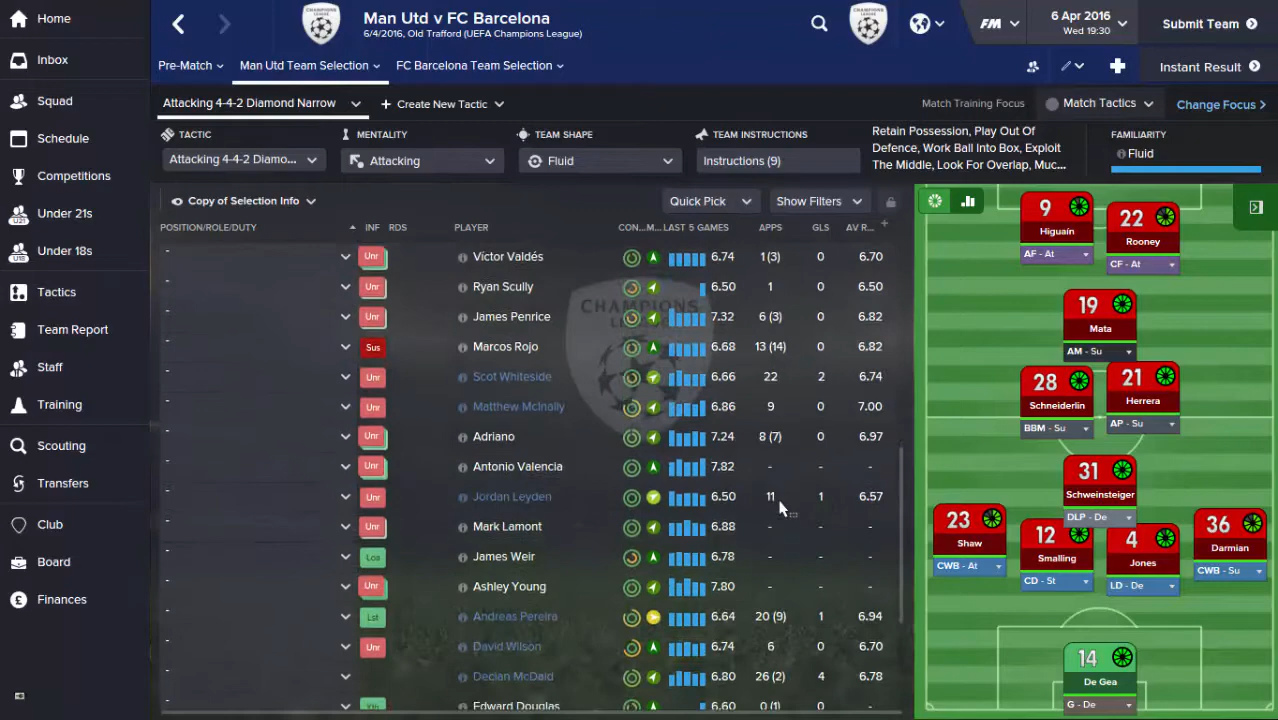 Home
Inbox
Squad
Schedule
Competitions
Under 21s
Under 18s
Tactics
Team Report
Staff
Training
Scouting
Transfers
Club
Board
Finances
Man Utd v FC Barcelona
6/4/2016, Old Trafford (UEFA Champions League)
FM
6 Apr 2016
Wed 19:30
Submit Team
Pre-Match
Man Utd Team Selection
FC Barcelona Team Selection
Instant Result
Attacking 4-4-2 Diamond Narrow
Create New Tactic
Match Training Focus
Match Tactics
Change Focus
TACTIC
Attacking 4-4-2 Diamo...
MENTALITY
Attacking
TEAM SHAPE
Fluid
TEAM INSTRUCTIONS
Instructions (9)
Retain Possession, Play Out Of
Defence, Work Ball Into Box, Exploit
The Middle, Look For Overlap, Muc...
FAMILIARITY
Fluid
Copy of Selection Info
Quick Pick
Show Filters
POSITION/ROLE/DUTY INF RDS PLAYER CON... M... LAST 5 GAMES APPS GLS AV R...
- Unr Víctor Valdés 6.74 1 (3) 0 6.70
- Unr Ryan Scully 6.50 1 0 6.50
- Unr James Penrice 7.32 6 (3) 0 6.82
- Sus Marcos Rojo 6.68 13 (14) 0 6.82
- Unr Scot Whiteside 6.66 22 2 6.74
- Unr Matthew McInally 6.86 9 0 7.00
- Unr Adriano 7.24 8 (7) 0 6.97
- Unr Antonio Valencia 7.82 - - -
- Unr Jordan Leyden 6.50 11 1 6.57
- Unr Mark Lamont 6.88 - - -
- Loa James Weir 6.78 - - -
- Unr Ashley Young 7.80 - - -
- Lst Andreas Pereira 6.64 20 (9) 1 6.94
- Unr David Wilson 6.74 6 0 6.70
- Declan McDaid 6.80 26 (2) 4 6.78
- Yth Edward Douglas 6.60 0 (1) 0 6.60
9
Higuaín
AF - At
22
Rooney
CF - At
19
Mata
AM - Su
28
Schneiderlin
BBM - Su
21
Herrera
AP - Su
31
Schweinsteiger
DLP - De
23
Shaw
CWB - At
12
Smalling
CD - St
4
Jones
LD - De
36
Darmian
CWB - Su
14
De Gea
G - De
CHAMPIONS
LEAGUE